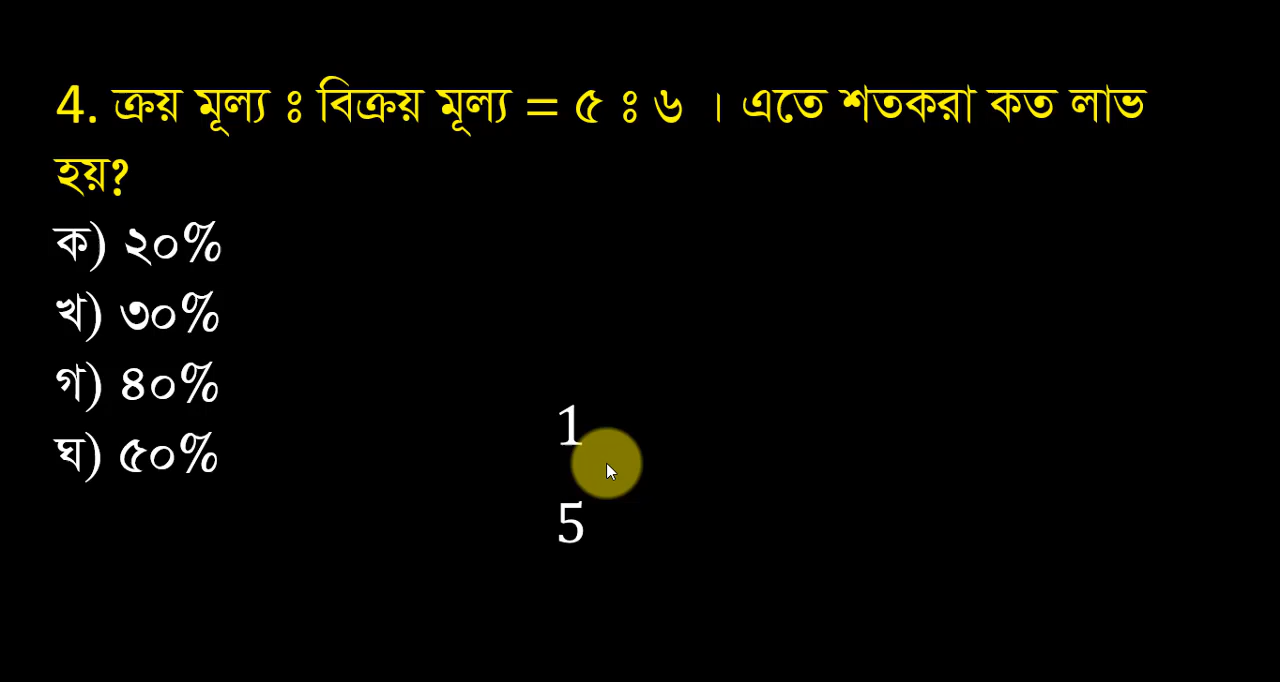 4. ক্রয় মূল্য ঃ বিক্রয় মূল্য = ৫ ঃ ৬ । এতে শতকরা কত লাভ
হয়?
ক) ২০%
খ) ৩০%
গ) ৪০%
ঘ) ৫০%
1
5